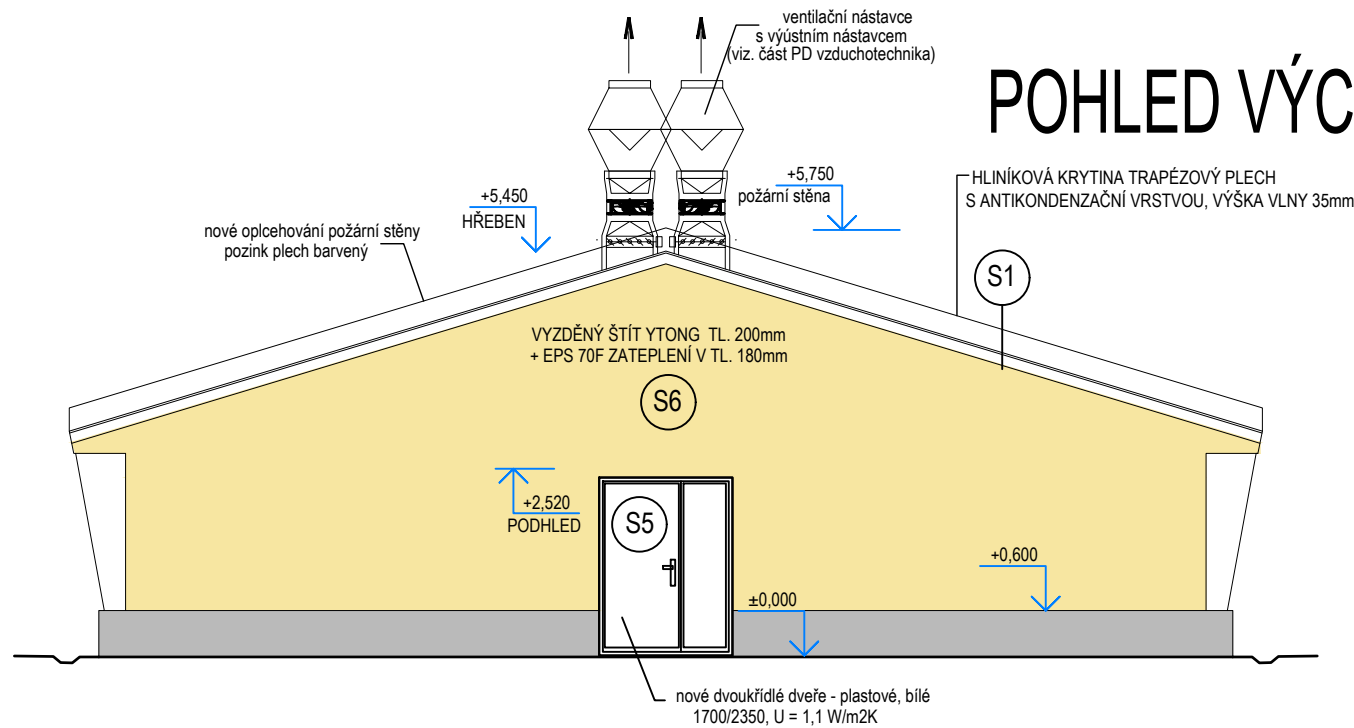 ventilační nástavce
s výústním nástavcem
(viz. část PD vzduchotechnika)
POHLED VÝC
HLINÍKOVÁ KRYTINA TRAPÉZOVÝ PLECH
S ANTIKONDENZAČNÍ VRSTVOU, VÝŠKA VLNY 35mm
+5,750
požární stěna
+5,450
HŘEBEN
nové oplcehování požární stěny
pozink plech barvený
S1
VYZDĚNÝ ŠTÍT YTONG TL. 200mm
+ EPS 70F ZATEPLENÍ V TL. 180mm
S6
+2,520
PODHLED
S5
+0,600
±0,000
nové dvoukřídlé dveře - plastové, bílé
1700/2350, U = 1,1 W/m2K